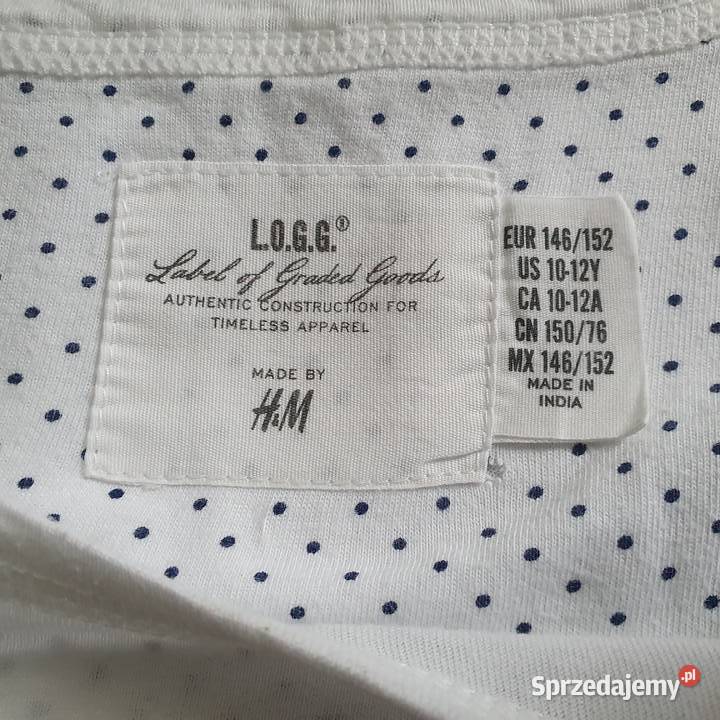 L.O.G.G.®
Label of Graded Goods
AUTHENTIC CONSTRUCTION FOR
TIMELESS APPAREL
MADE BY
H&M
EUR 146/152
US 10-12Y
CA 10-12A
CN 150/76
MX 146/152
MADE IN
INDIA
Sprzedajemy.pl